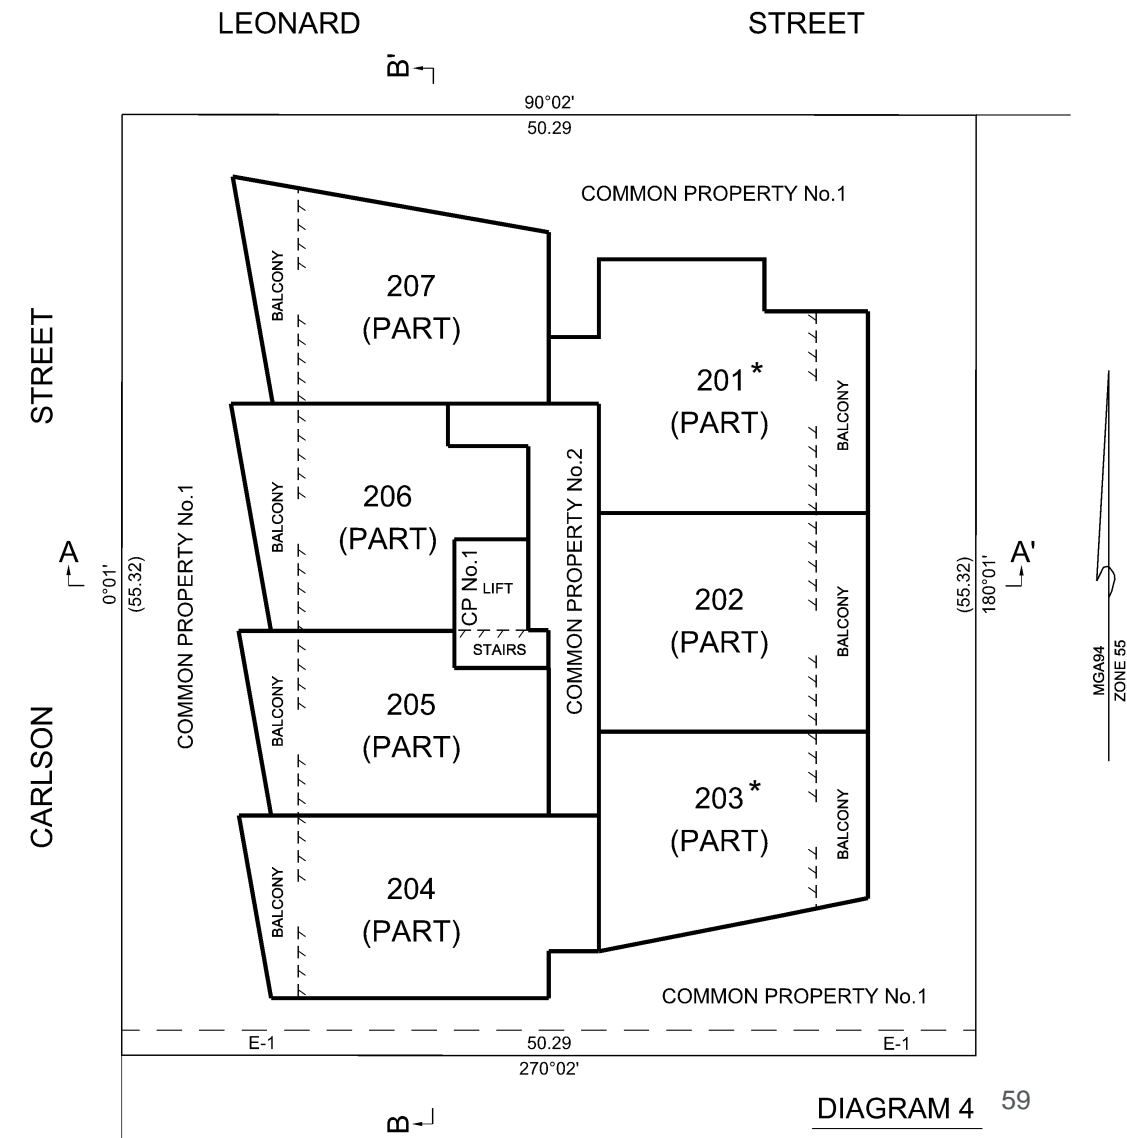 LEONARD STREET
B'
90°02'
50.29
COMMON PROPERTY No.1
BALCONY
207
(PART)
201*
(PART)
BALCONY
STREET
CARLSON
COMMON PROPERTY No.1
BALCONY
206
(PART)
COMMON PROPERTY No.2
CP No.1
LIFT
STAIRS
A
0°01'
(55.32)
202
(PART)
BALCONY
(55.32)
180°01'
A'
MGA94
ZONE 55
BALCONY
205
(PART)
203*
(PART)
BALCONY
BALCONY
204
(PART)
COMMON PROPERTY No.1
E-1
50.29
E-1
270°02'
B
DIAGRAM 4
59